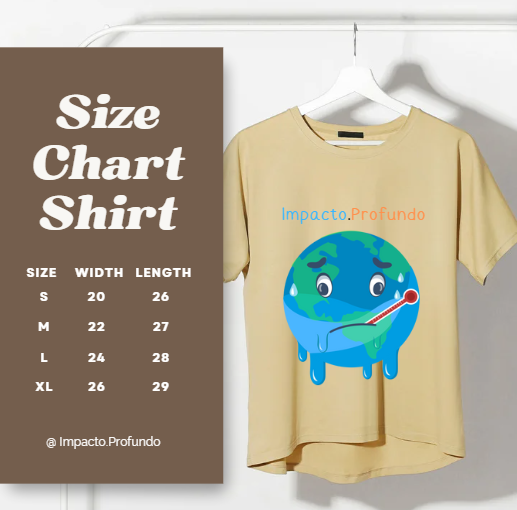 Size
Chart
Shirt
SIZE WIDTH LENGTH
S 20 26
M 22 27
L 24 28
XL 26 29
@ Impacto.Profundo
Impacto.Profundo